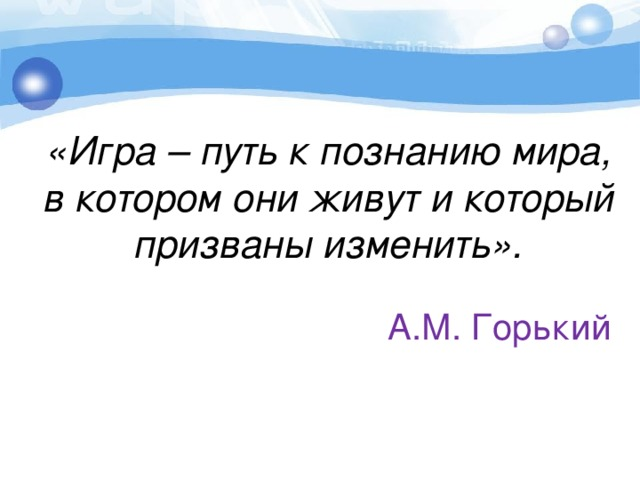 «Игра – путь к познанию мира,
в котором они живут и который
призваны изменить».
А.М. Горький